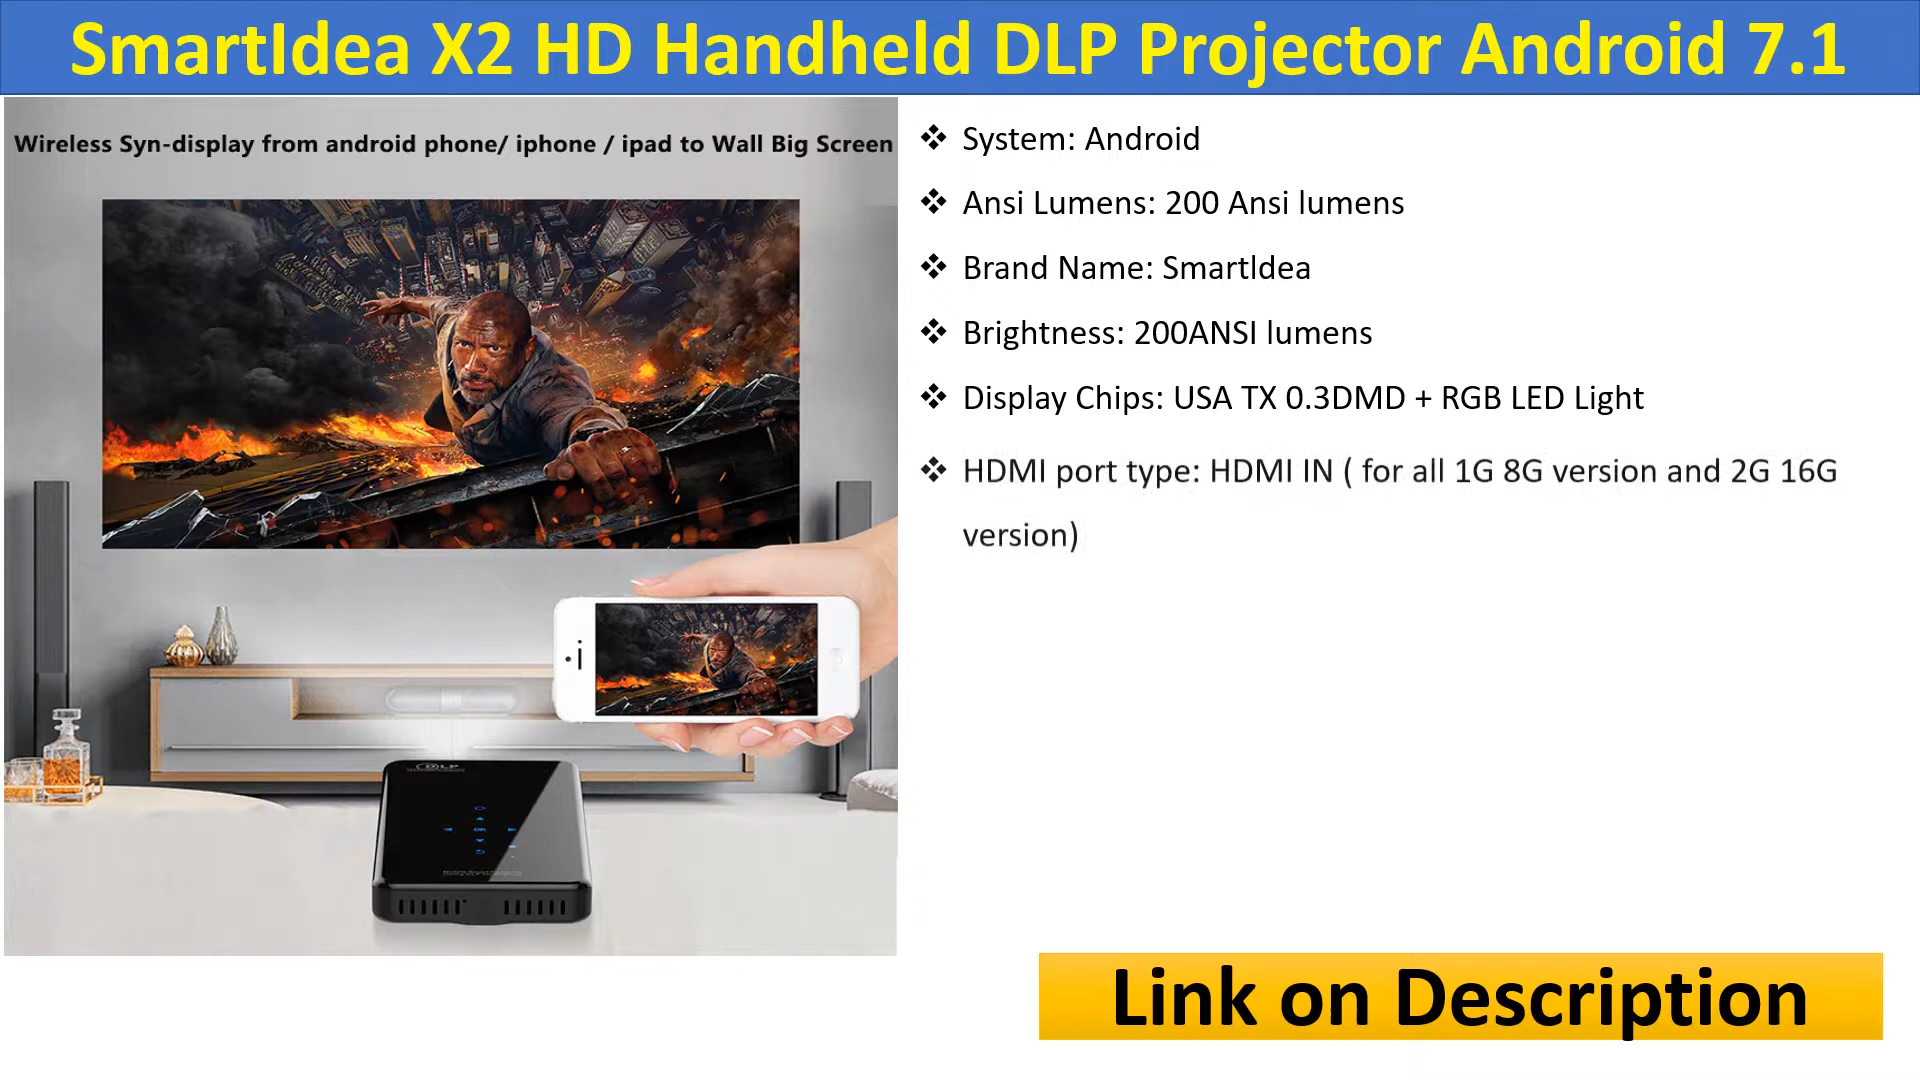 SmartIdea X2 HD Handheld DLP Projector Android 7.1
Wireless Syn-display from android phone/ iphone / ipad to Wall Big Screen
❖ System: Android
❖ Ansi Lumens: 200 Ansi lumens
❖ Brand Name: SmartIdea
❖ Brightness: 200ANSI lumens
❖ Display Chips: USA TX 0.3DMD + RGB LED Light
❖ HDMI port type: HDMI IN ( for all 1G 8G version and 2G 16G
version)
DLP
OK
Link on Description